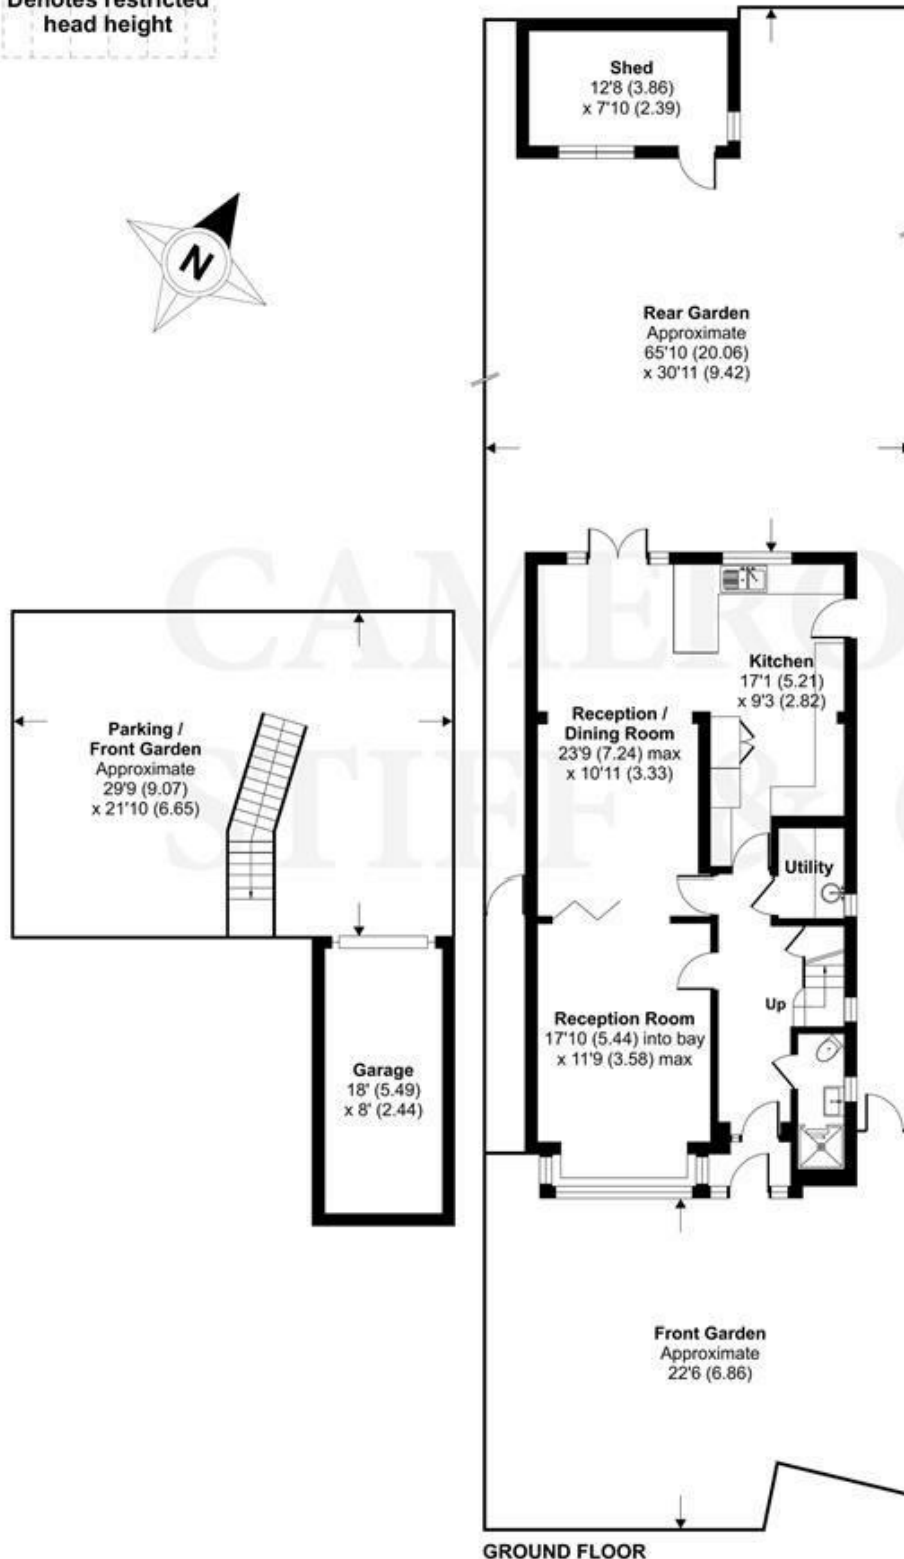 Denotes restricted
head height
Shed
12'8 (3.86)
x 7'10 (2.39)
N
Rear Garden
Approximate
65'10 (20.06)
x 30'11 (9.42)
Kitchen
17'1 (5.21)
x 9'3 (2.82)
Reception /
Dining Room
23'9 (7.24) max
x 10'11 (3.33)
Parking /
Front Garden
Approximate
29'9 (9.07)
x 21'10 (6.65)
Utility
Up
Reception Room
17'10 (5.44) into bay
x 11'9 (3.58) max
Garage
18' (5.49)
x 8' (2.44)
Front Garden
Approximate
22'6 (6.86)
GROUND FLOOR
CAMERO
STIFF &